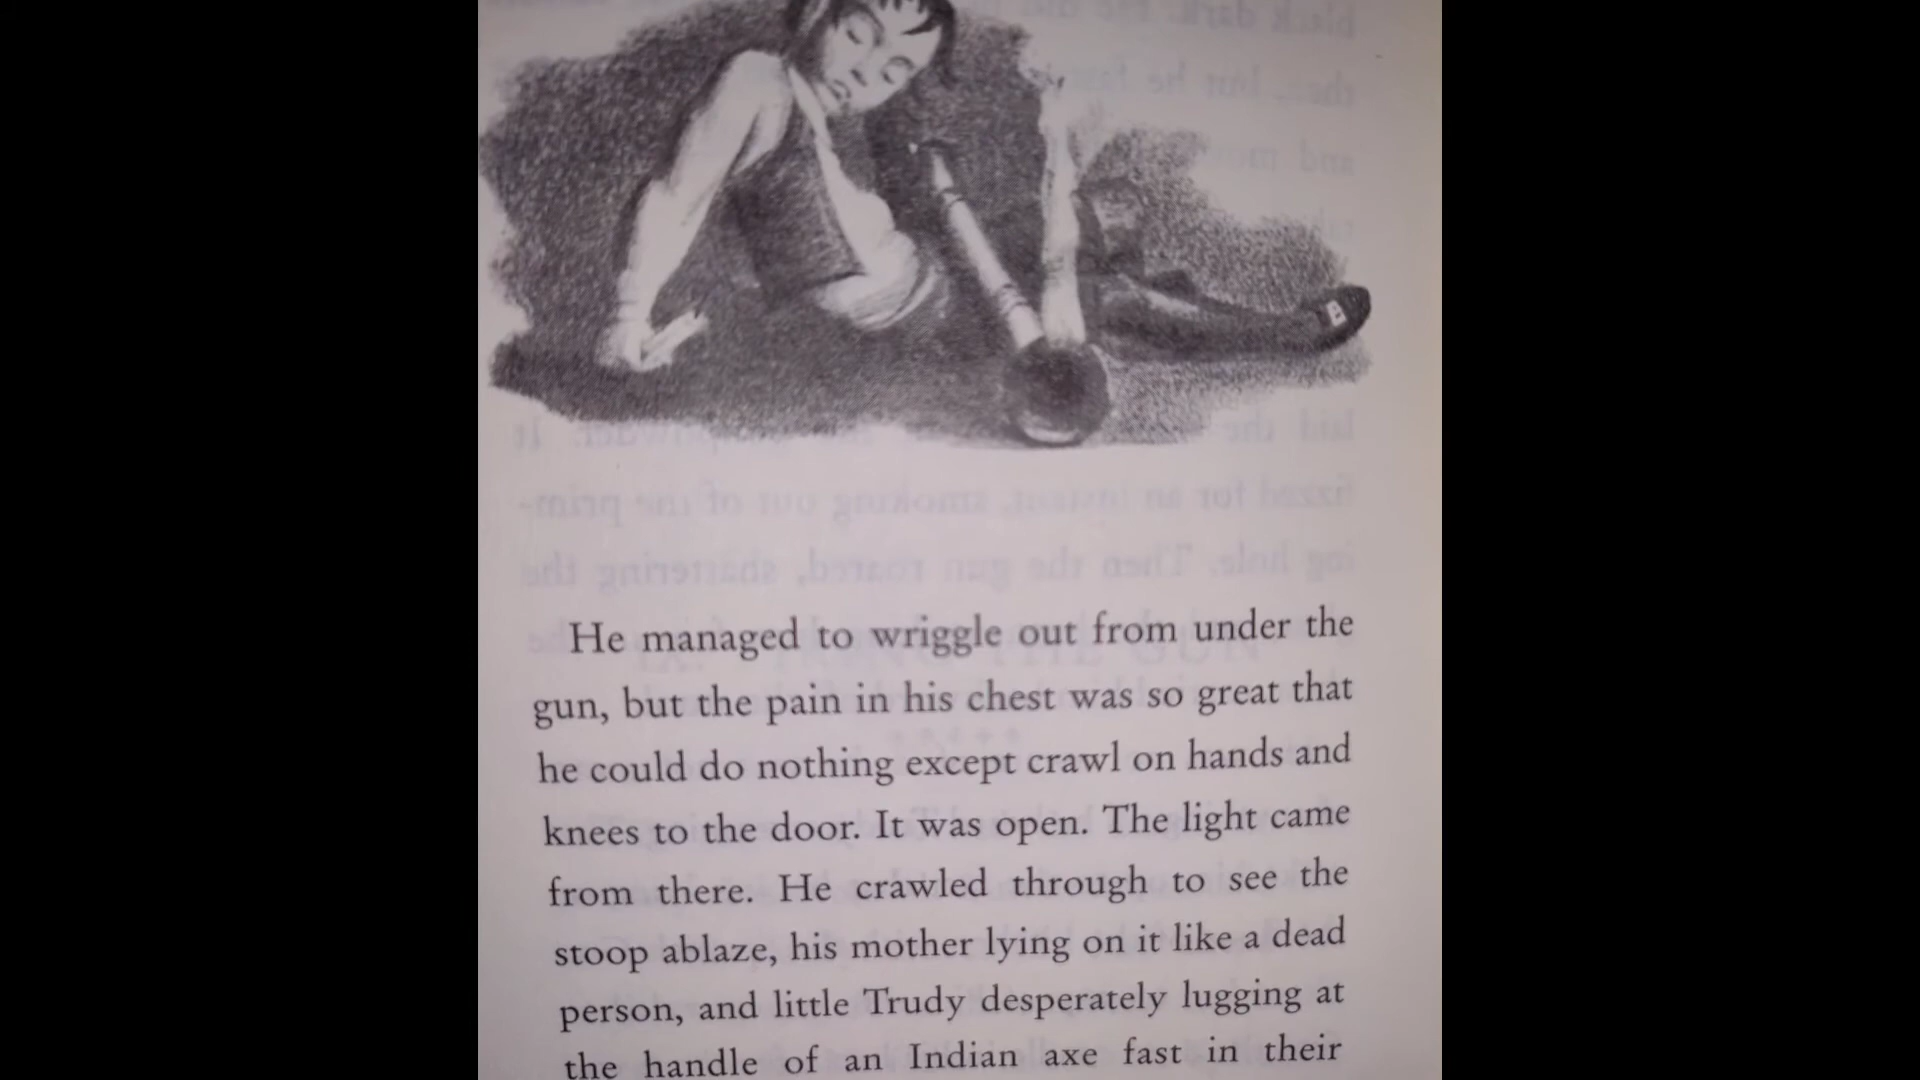 He managed to wriggle out from under the
gun, but the pain in his chest was so great that
he could do nothing except crawl on hands and
knees to the door. It was open. The light came
from there. He crawled through to see the
stoop ablaze, his mother lying on it like a dead
person, and little Trudy desperately lugging at
the handle of an Indian axe fast in their